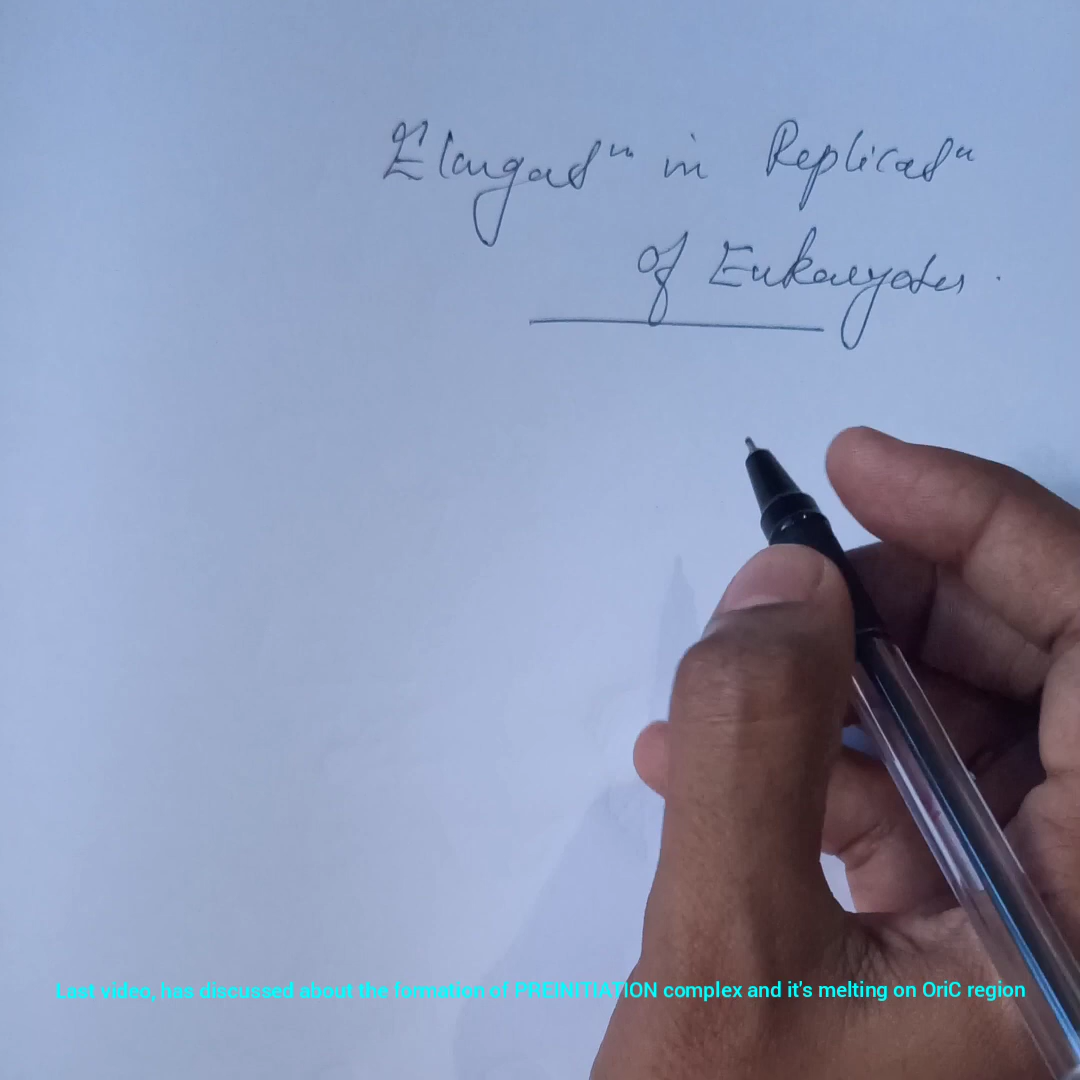 Elongatⁿ in Replicatⁿ
of Eukaryotes.
Last video, has discussed about the formation of PREINITIATION complex and it's melting on OriC region